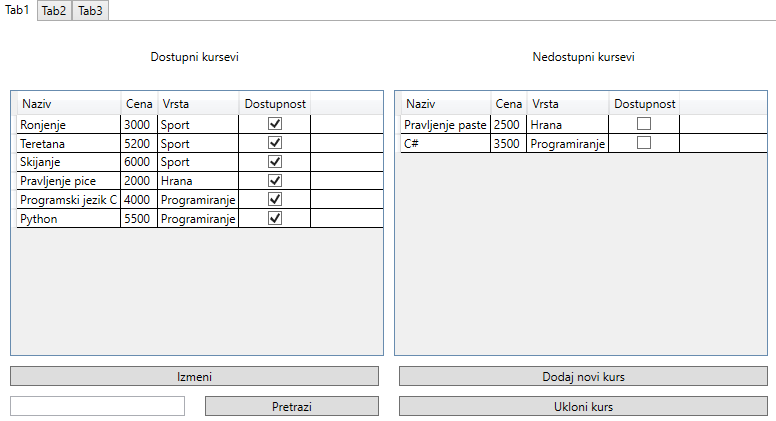 Tab1 Tab2 Tab3
Dostupni kursevi
Naziv Cena Vrsta Dostupnost
Ronjenje 3000 Sport
Teretana 5200 Sport
Skijanje 6000 Sport
Pravljenje pice 2000 Hrana
Programski jezik C 4000 Programiranje
Python 5500 Programiranje
Izmeni
Pretrazi
Nedostupni kursevi
Naziv Cena Vrsta Dostupnost
Pravljenje paste 2500 Hrana
C# 3500 Programiranje
Dodaj novi kurs
Ukloni kurs